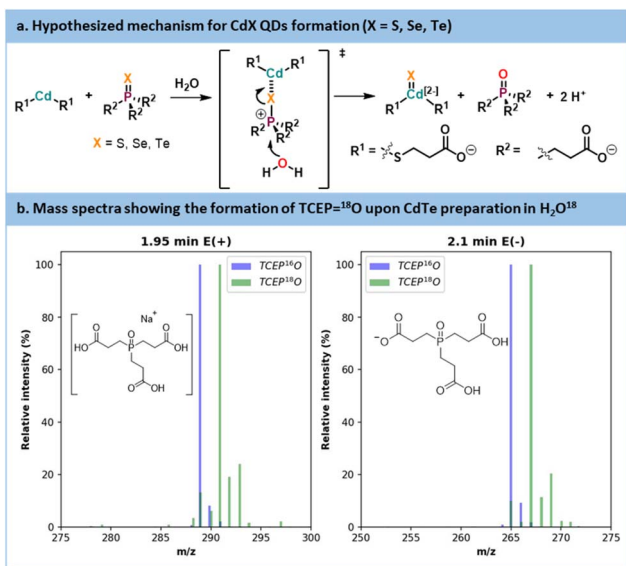 a. Hypothesized mechanism for CdX QDs formation (X = S, Se, Te)
R¹ Cd R¹ + X P R² R² R² H₂O
X = S, Se, Te
R¹ Cd R¹ X ⊕ P R² R² R² H O H ‡
X Cd [2-] R¹ R¹ + O P R² R² R² + 2 H⁺
R¹ = S O O⊖ R² = O O⊖
b. Mass spectra showing the formation of TCEP=¹⁸O upon CdTe preparation in H₂O¹⁸
1.95 min E(+)
TCEP¹⁶O
TCEP¹⁸O
Na⁺
O HO O P O OH
O OH
Relative intensity (%)
100
80
60
40
20
0
275 280 285 290 295 300
m/z
2.1 min E(-)
TCEP¹⁶O
TCEP¹⁸O
O ⁻O O P O OH
O OH
Relative intensity (%)
100
80
60
40
20
0
250 255 260 265 270 275
m/z